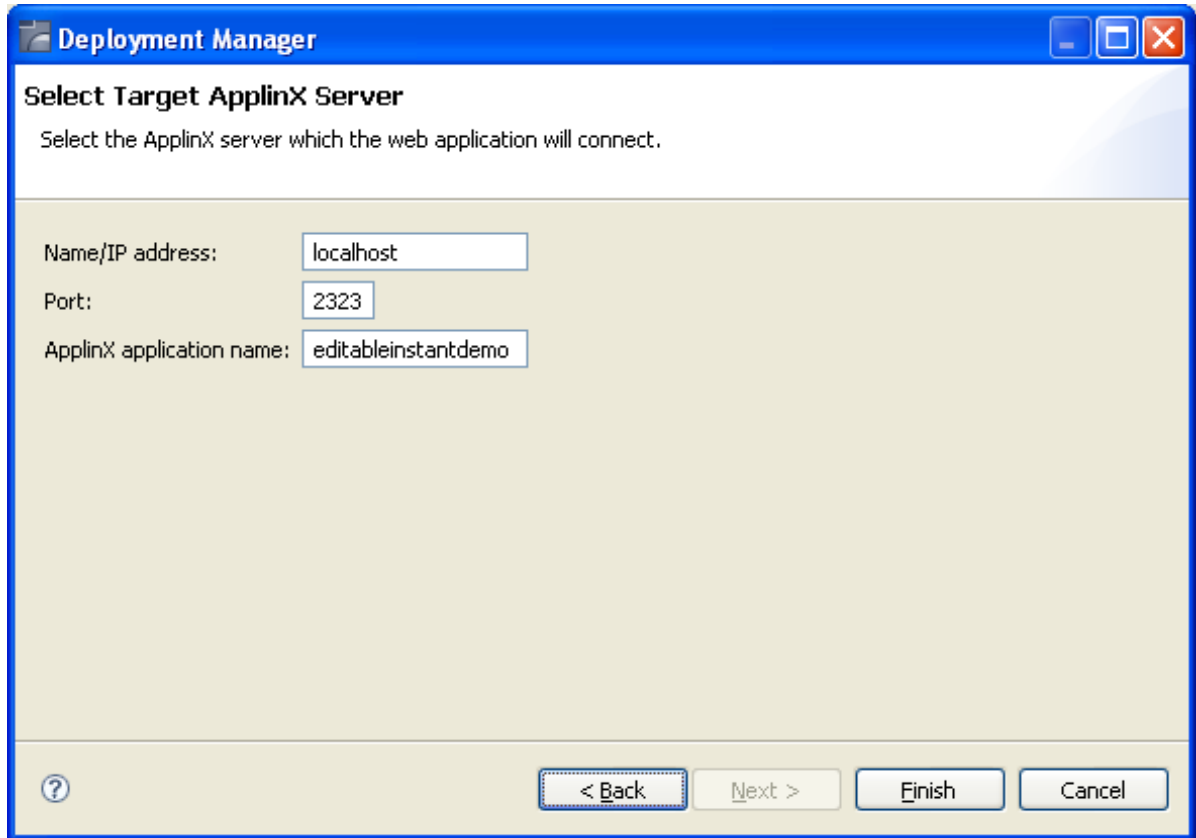 Deployment Manager
Select Target ApplinX Server
Select the ApplinX server which the web application will connect.
Name/IP address: localhost
Port: 2323
ApplinX application name: editableinstantdemo
? < Back Next > Finish Cancel